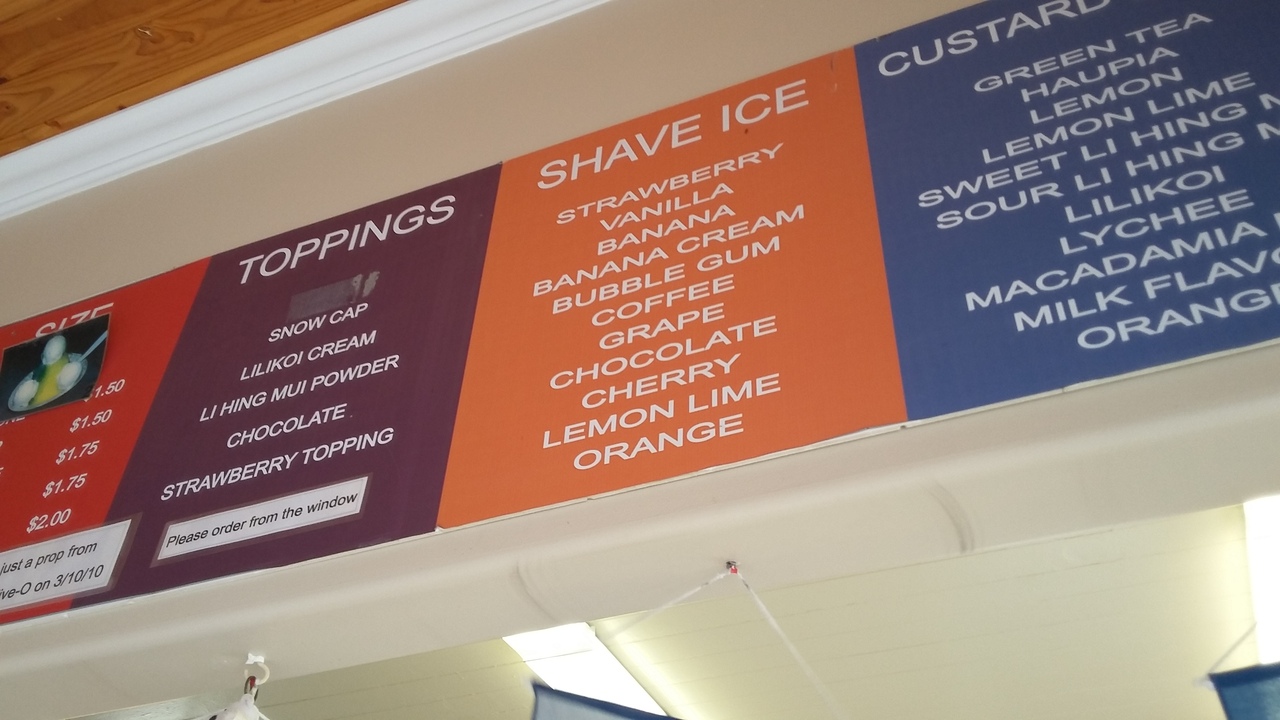 SIZE
$1.50
$1.50
$1.75
$1.75
$2.00
just a prop from
ive-O on 3/10/10
TOPPINGS
SNOW CAP
LILIKOI CREAM
LI HING MUI POWDER
CHOCOLATE
STRAWBERRY TOPPING
Please order from the window
SHAVE ICE
STRAWBERRY
VANILLA
BANANA
BANANA CREAM
BUBBLE GUM
COFFEE
GRAPE
CHOCOLATE
CHERRY
LEMON LIME
ORANGE
CUSTARD
GREEN TEA
HAUPIA
LEMON
LEMON LIME
SWEET LI HING M
SOUR LI HING M
LILIKOI
LYCHEE
MACADAMIA
MILK FLAVO
ORANGE